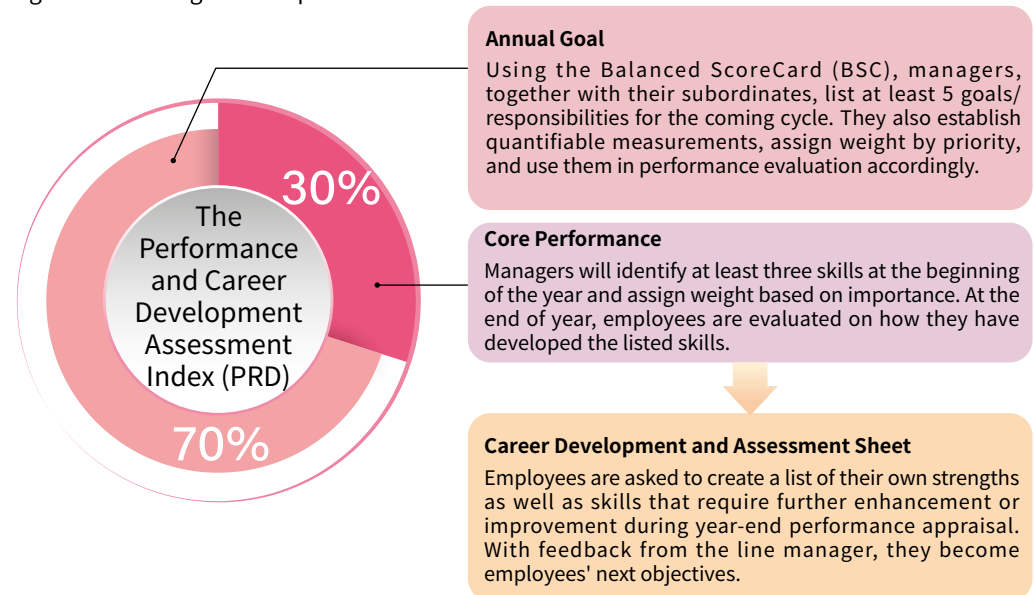 30%
The
Performance
and Career
Development
Assessment
Index (PRD)
70%
Annual Goal
Using the Balanced ScoreCard (BSC), managers,
together with their subordinates, list at least 5 goals/
responsibilities for the coming cycle. They also establish
quantifiable measurements, assign weight by priority,
and use them in performance evaluation accordingly.
Core Performance
Managers will identify at least three skills at the beginning
of the year and assign weight based on importance. At the
end of year, employees are evaluated on how they have
developed the listed skills.
Career Development and Assessment Sheet
Employees are asked to create a list of their own strengths
as well as skills that require further enhancement or
improvement during year-end performance appraisal.
With feedback from the line manager, they become
employees' next objectives.